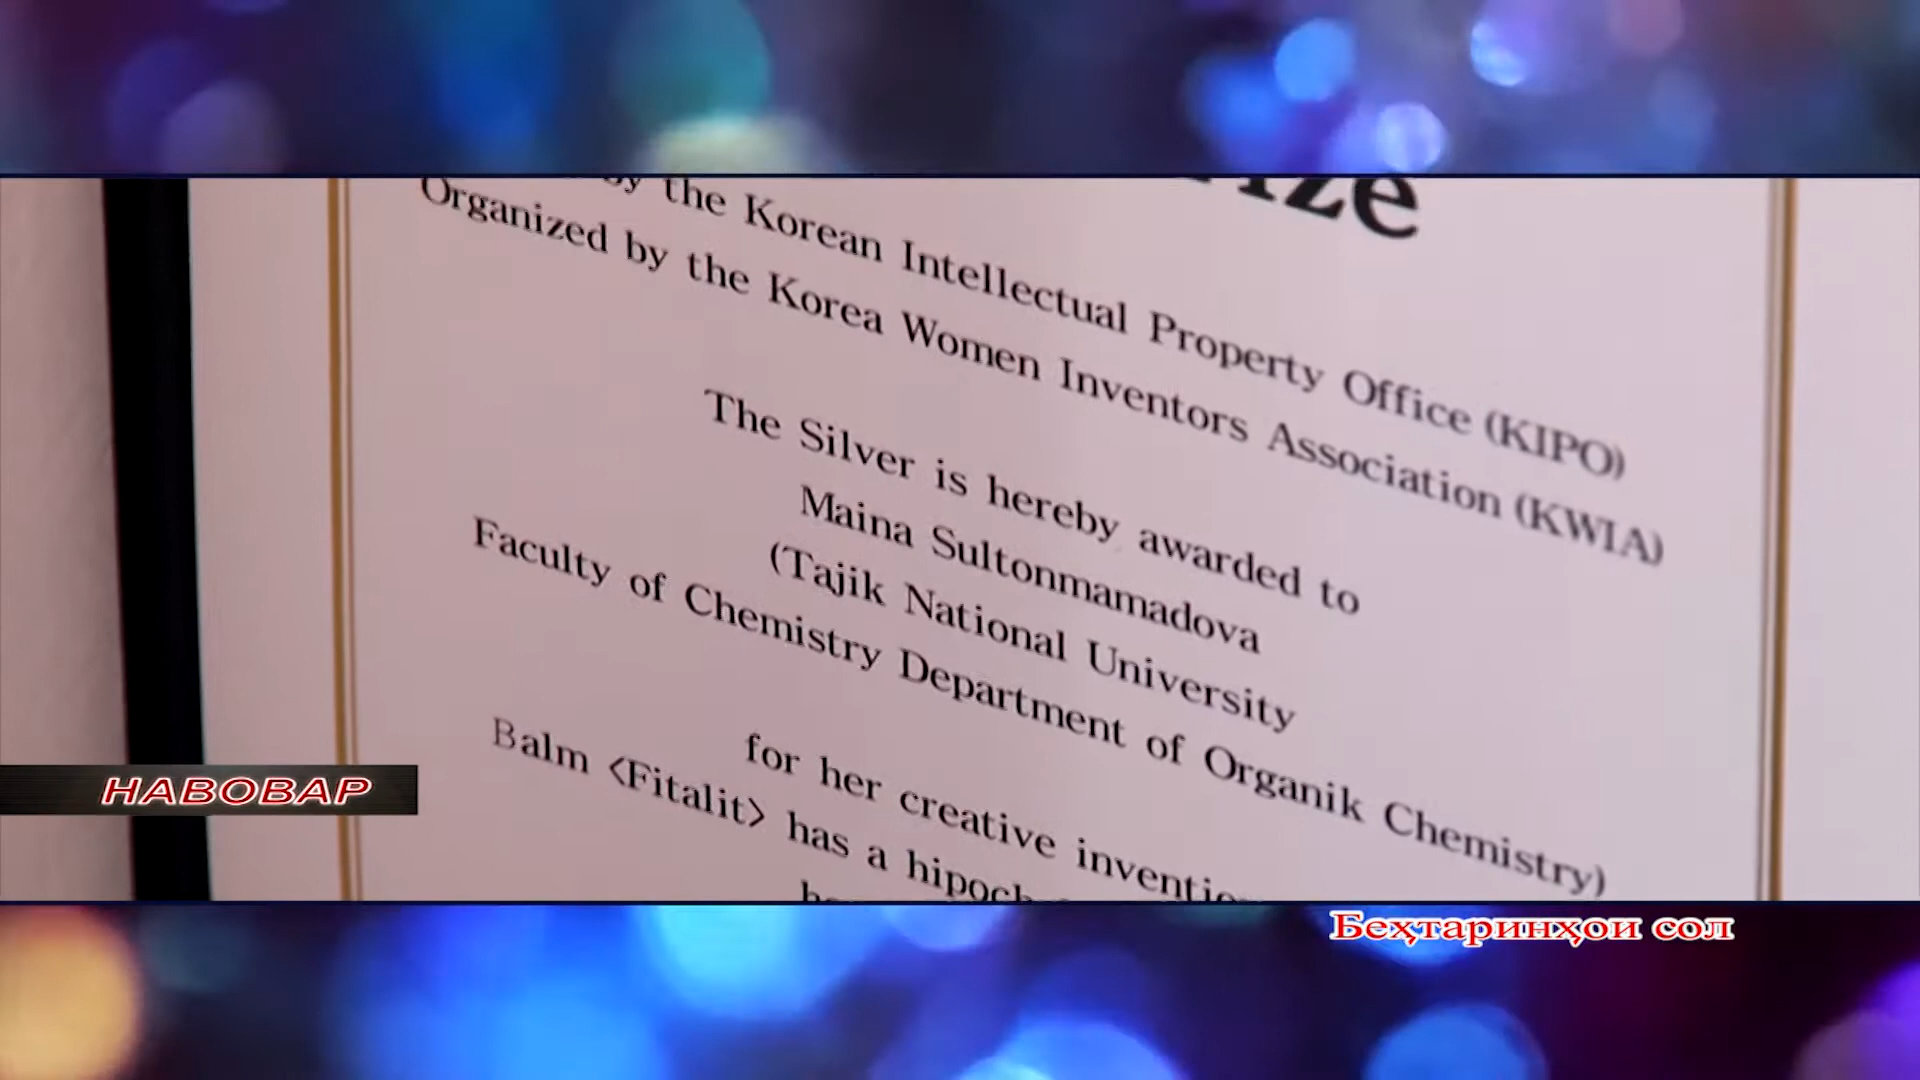 by the Korean Intellectual Property Office (KIPO)
Organized by the Korea Women Inventors Association (KWIA)
The Silver is hereby awarded to
Maina Sultonmamadova
(Tajik National University
Faculty of Chemistry Department of Organik Chemistry)
for her creative
Balm <Fitalit> has a
НАВОВАР
Беҳтаринҳои сол